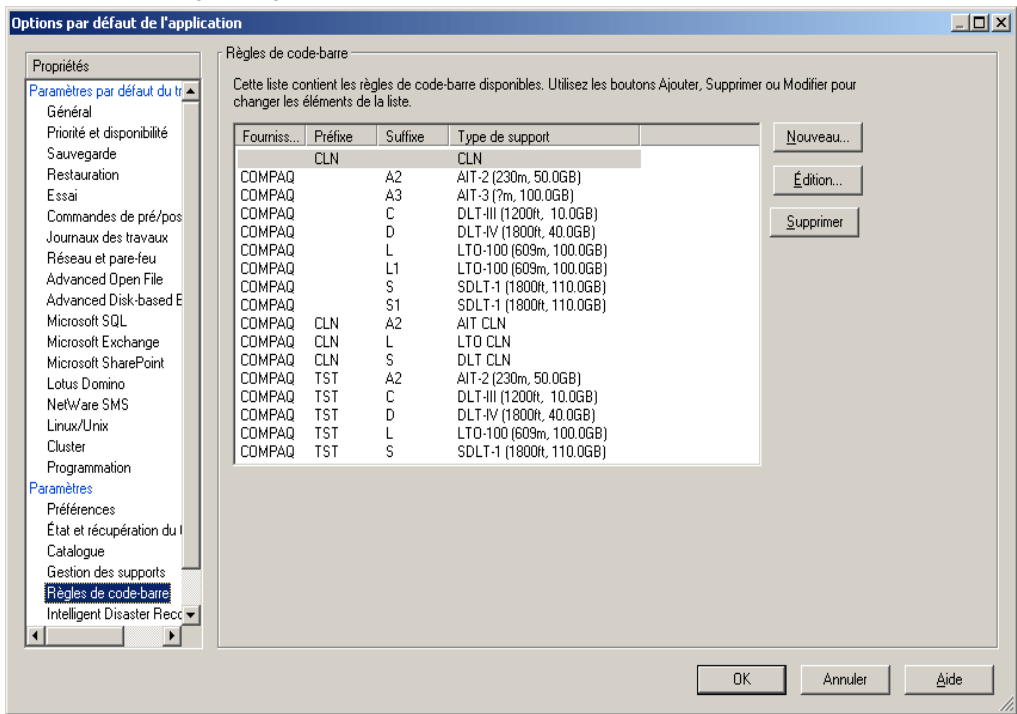 Options par défaut de l'application
Propriétés
Paramètres par défaut du tr
Général
Priorité et disponibilité
Sauvegarde
Restauration
Essai
Commandes de pré/pos
Journaux des travaux
Réseau et pare-feu
Advanced Open File
Advanced Disk-based E
Microsoft SQL
Microsoft Exchange
Microsoft SharePoint
Lotus Domino
NetWare SMS
Linux/Unix
Cluster
Programmation
Paramètres
Préférences
État et récupération du
Catalogue
Gestion des supports
Règles de code-barre
Intelligent Disaster Recc
Règles de code-barre
Cette liste contient les règles de code-barre disponibles. Utilisez les boutons Ajouter, Supprimer ou Modifier pour
changer les éléments de la liste.
Fourniss... Préfixe Suffixe Type de support
CLN CLN
COMPAQ A2 AIT-2 (230m, 50.0GB)
COMPAQ A3 AIT-3 (?m, 100.0GB)
COMPAQ C DLT-III (1200ft, 10.0GB)
COMPAQ D DLT-IV (1800ft, 40.0GB)
COMPAQ L LTO-100 (609m, 100.0GB)
COMPAQ L1 LTO-100 (609m, 100.0GB)
COMPAQ S SDLT-1 (1800ft, 110.0GB)
COMPAQ S1 SDLT-1 (1800ft, 110.0GB)
COMPAQ CLN A2 AIT CLN
COMPAQ CLN L LTO CLN
COMPAQ CLN S DLT CLN
COMPAQ TST A2 AIT-2 (230m, 50.0GB)
COMPAQ TST C DLT-III (1200ft, 10.0GB)
COMPAQ TST D DLT-IV (1800ft, 40.0GB)
COMPAQ TST L LTO-100 (609m, 100.0GB)
COMPAQ TST S SDLT-1 (1800ft, 110.0GB)
Nouveau...
Édition...
Supprimer
OK Annuler Aide